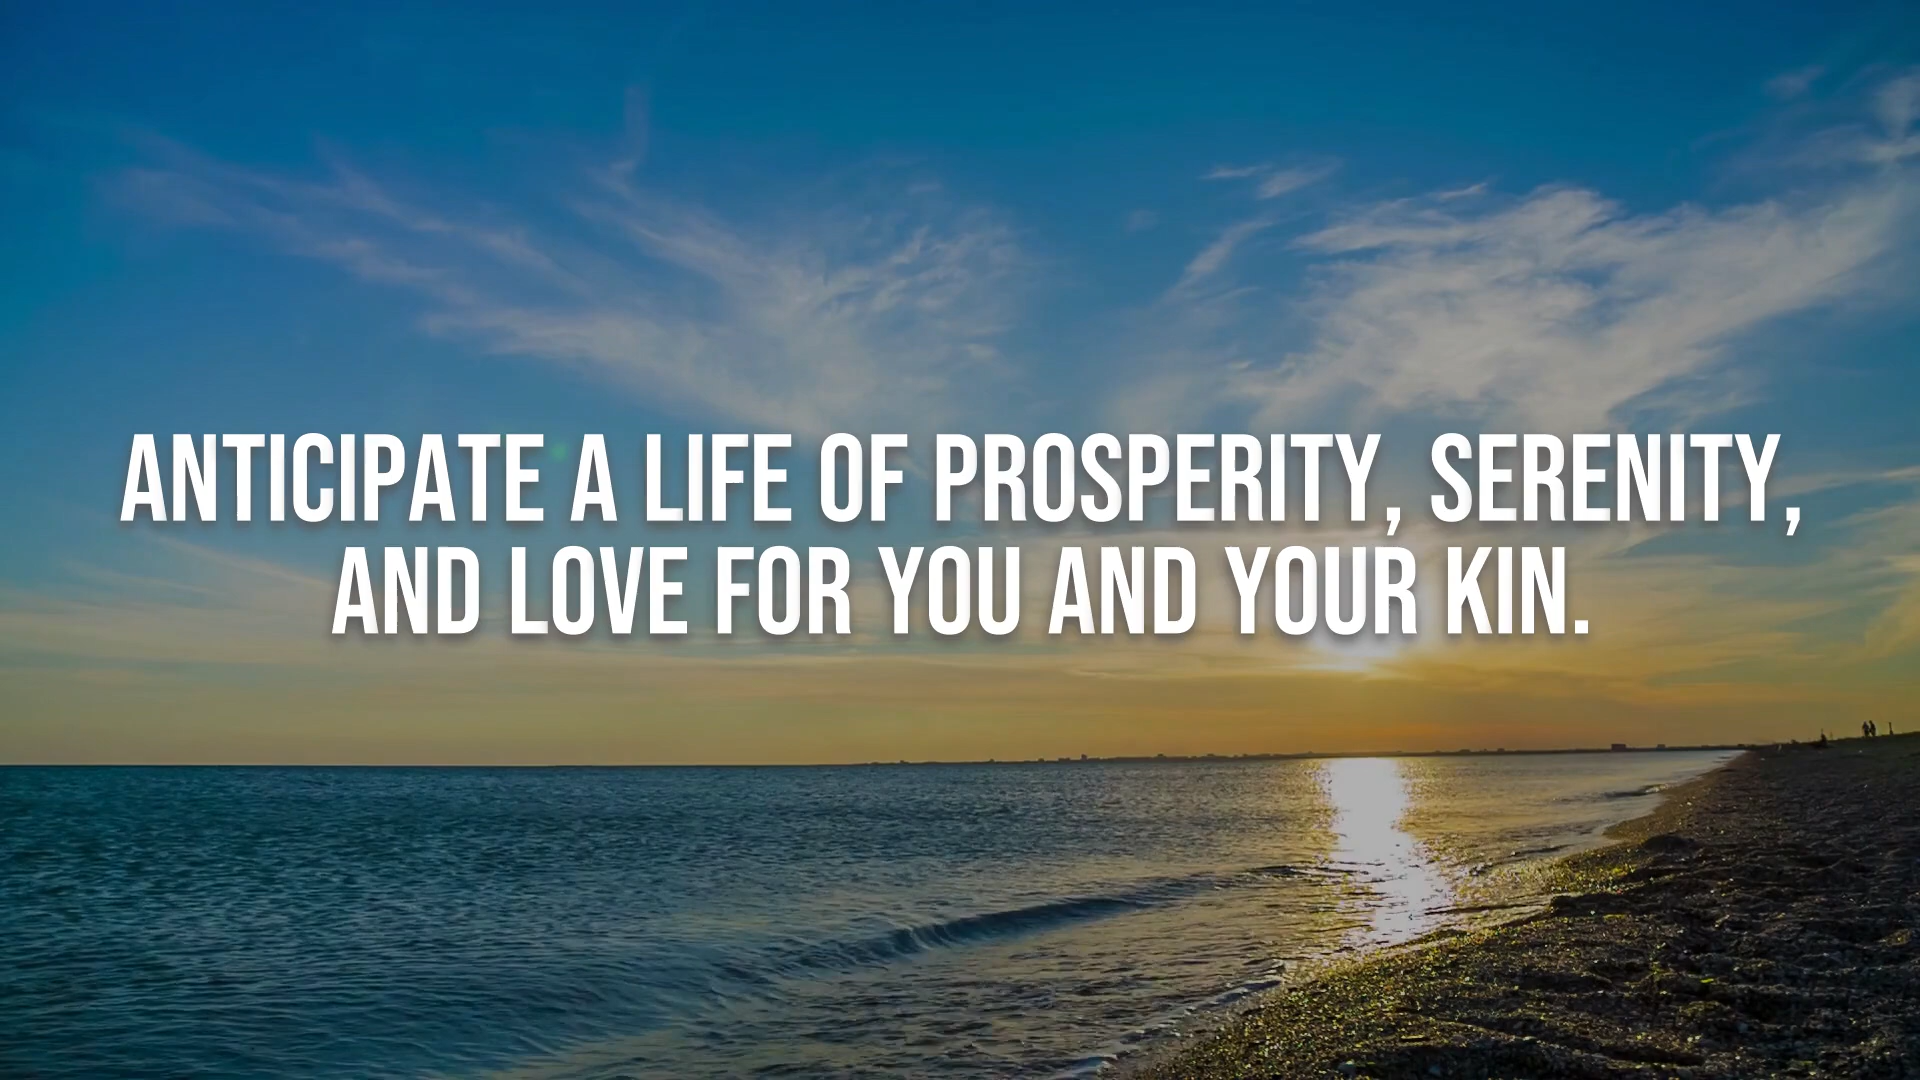 ANTICIPATE A LIFE OF PROSPERITY, SERENITY,
AND LOVE FOR YOU AND YOUR KIN.